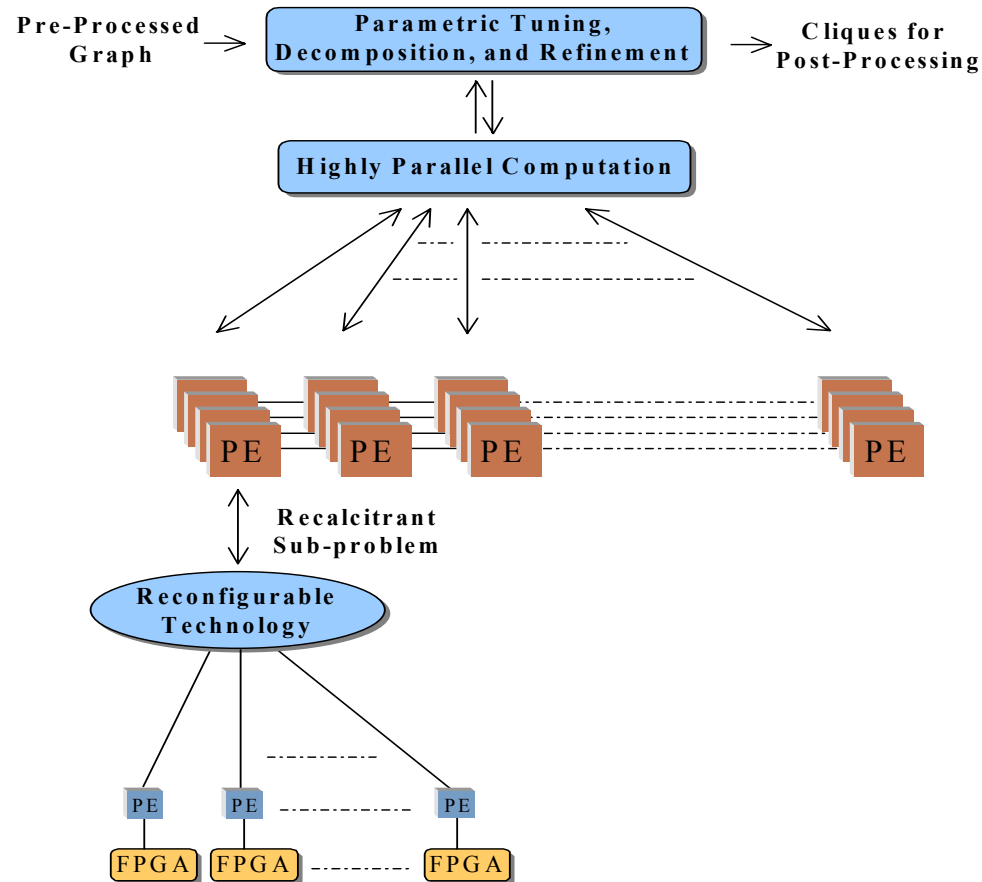 Pre-Processed
Graph
Parametric Tuning,
Decomposition, and Refinement
Cliques for
Post-Processing
Highly Parallel Computation
PE
PE
PE
PE
Recalcitrant
Sub-problem
Reconfigurable
Technology
PE
PE
PE
FPGA
FPGA
FPGA